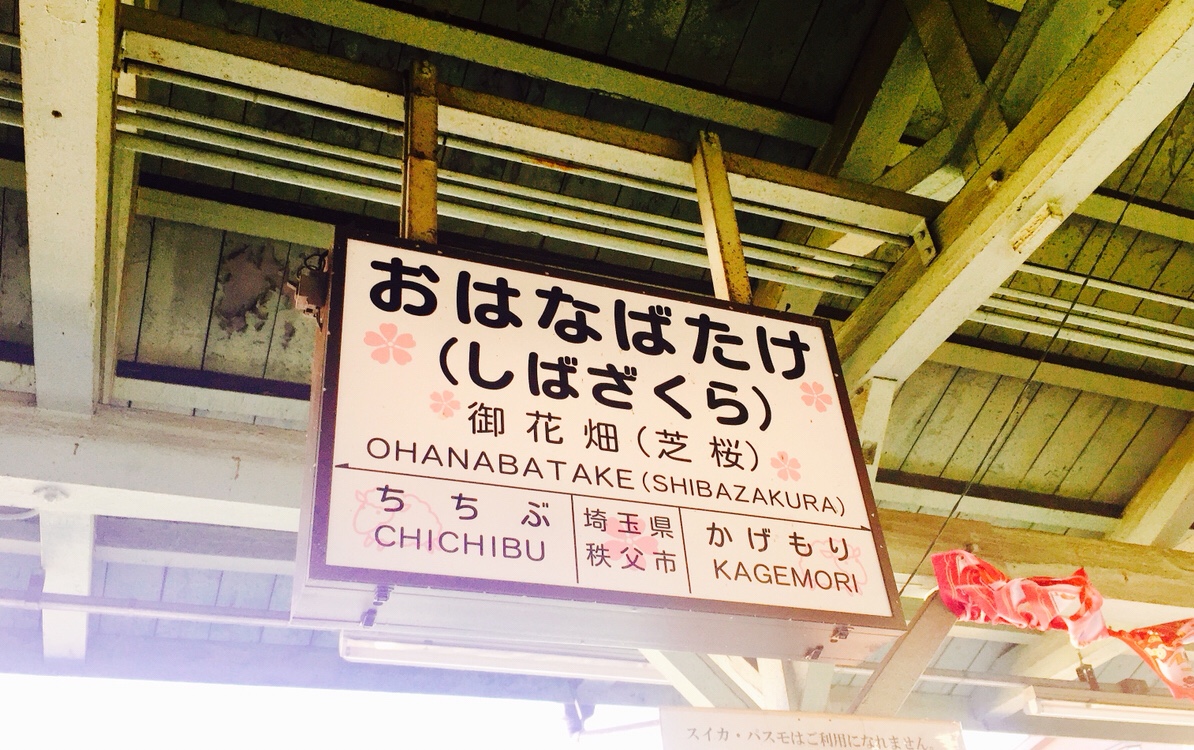 おはなばたけ
(しばざくら)
御花畑(芝桜)
OHANABATAKE(SHIBAZAKURA)
ちちぶ
CHICHIBU
埼玉県
秩父市
かげもり
KAGEMORI
スイカ・パスモはご利用になれません。